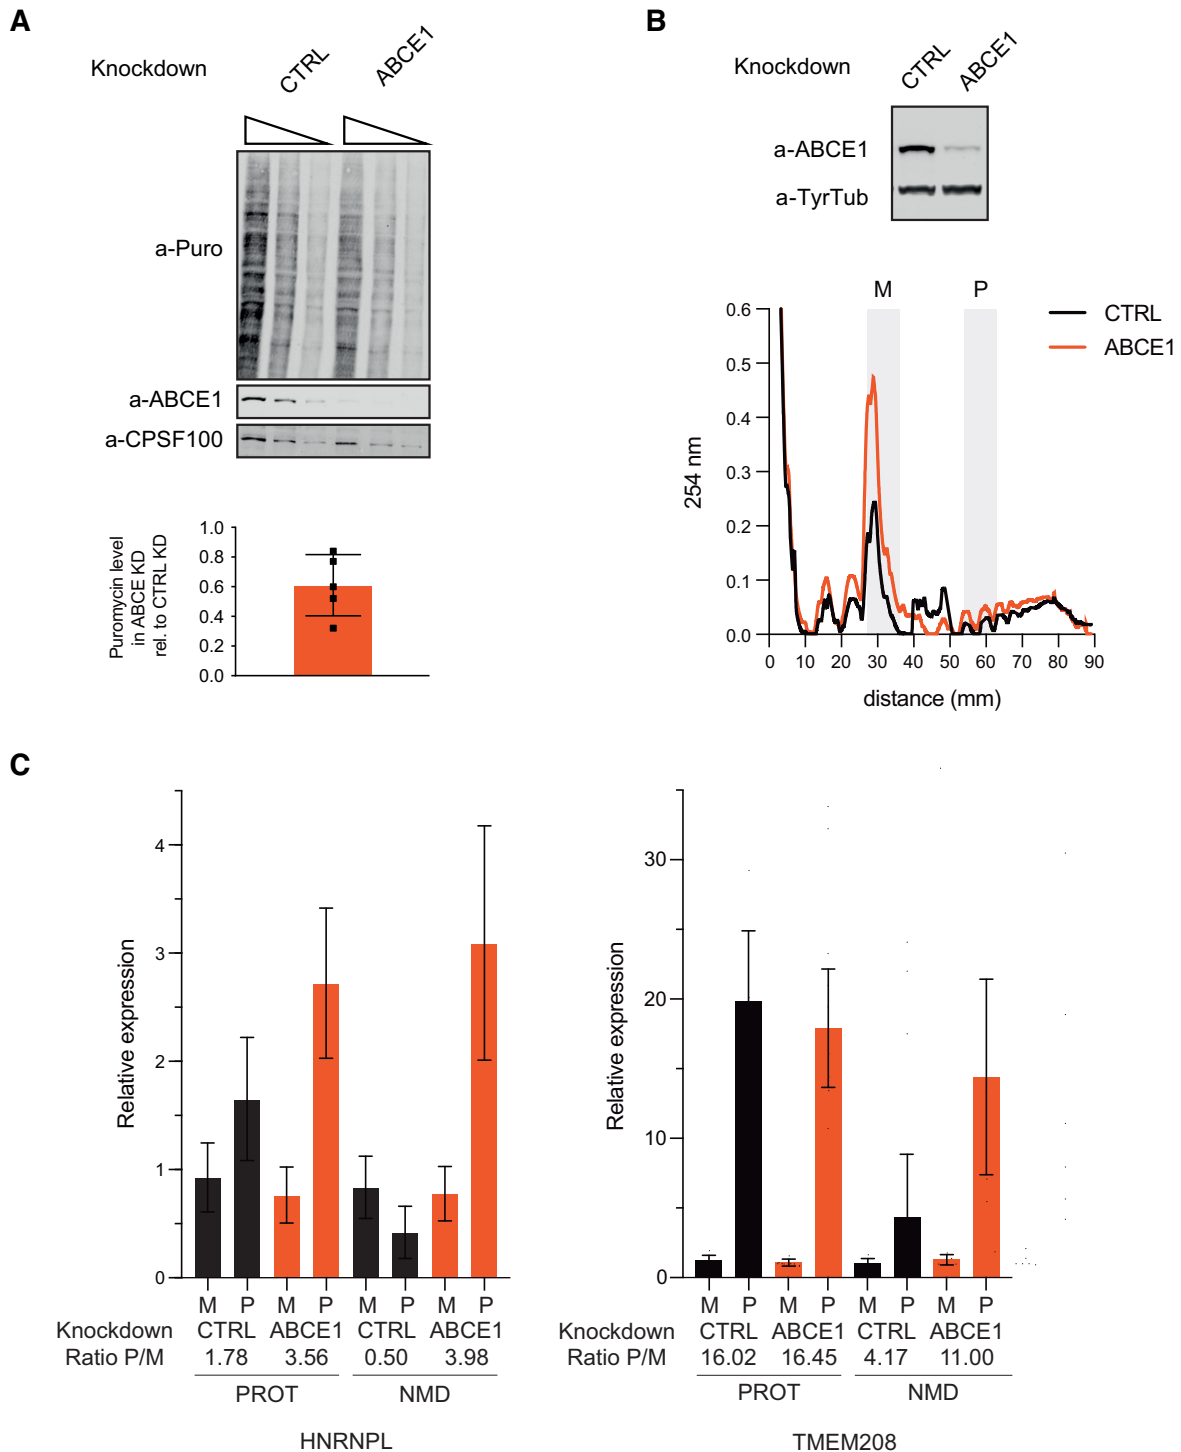 A
Knockdown
CTRL
ABCE1
a-Puro
a-ABCE1
a-CPSF100
Puromycin level
in ABCE KD
rel. to CTRL KD
1.0
0.8
0.6
0.4
0.2
0.0
B
Knockdown
CTRL
ABCE1
a-ABCE1
a-TyrTub
M P
CTRL
ABCE1
254 nm
0.6
0.5
0.4
0.3
0.2
0.1
0.0
0 10 20 30 40 50 60 70 80 90
distance (mm)
C
Relative expression
4
3
2
1
0
M P M P M P M P
Knockdown CTRL ABCE1 CTRL ABCE1
Ratio P/M 1.78 3.56 0.50 3.98
PROT NMD
HNRNPL
Relative expression
30
20
10
0
M P M P M P M P
Knockdown CTRL ABCE1 CTRL ABCE1
Ratio P/M 16.02 16.45 4.17 11.00
PROT NMD
TMEM208